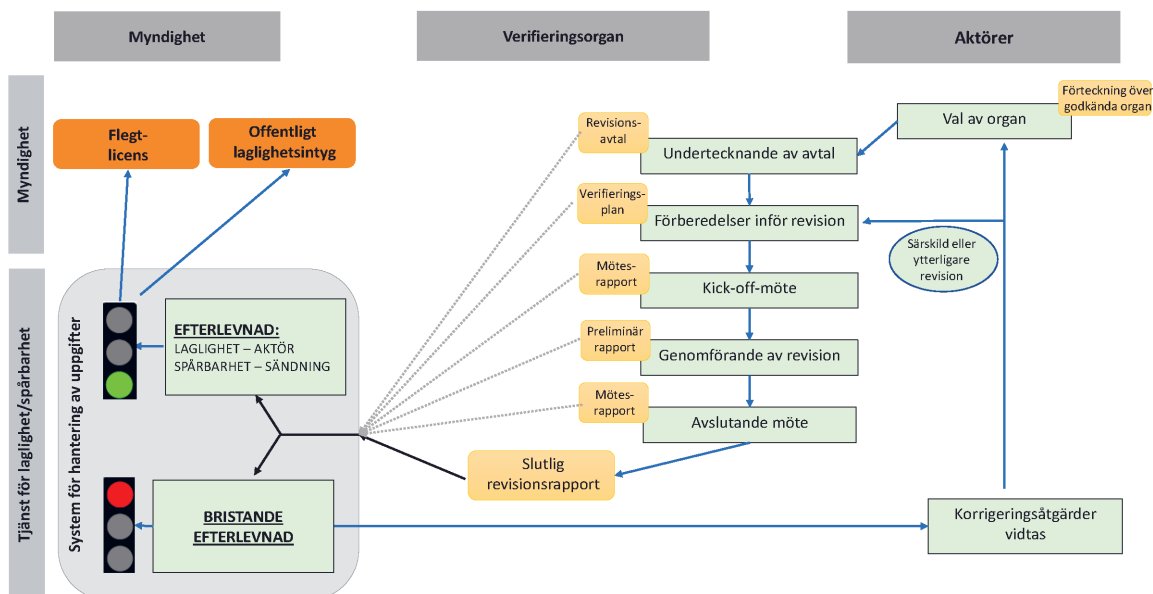 Myndighet
Verifieringsorgan
Aktörer
Myndighet
Flegt-
licens
Offentligt
laglighetsintyg
Revisions-
avtal
Undertecknande av avtal
Val av organ
Förteckning över
godkända organ
Verifierings-
plan
Förberedelser inför revision
Särskild eller
ytterligare
revision
Mötes-
rapport
Kick-off-möte
Preliminär
rapport
Genomförande av revision
Mötes-
rapport
Avslutande möte
Slutlig
revisionsrapport
Tjänst för laglighet/spårbarhet
System för hantering av uppgifter
EFTERLEVNAD:
LAGLIGHET – AKTÖR
SPÅRBARHET – SÄNDNING
BRISTANDE
EFTERLEVNAD
Korrigeringsåtgärder
vidtas